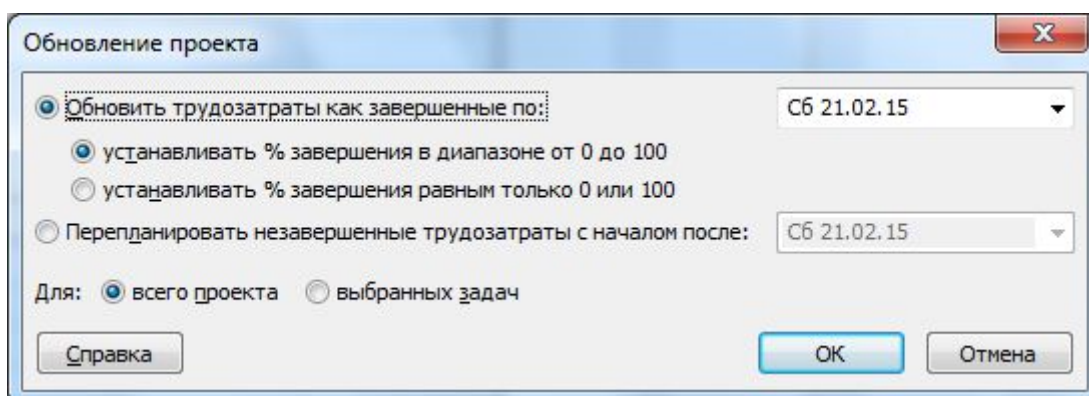 Обновление проекта
Обновить трудозатраты как завершенные по: Сб 21.02.15
устанавливать % завершения в диапазоне от 0 до 100
устанавливать % завершения равным только 0 или 100
Перепланировать незавершенные трудозатраты с началом после: Сб 21.02.15
Для: всего проекта выбранных задач
Справка ОК Отмена